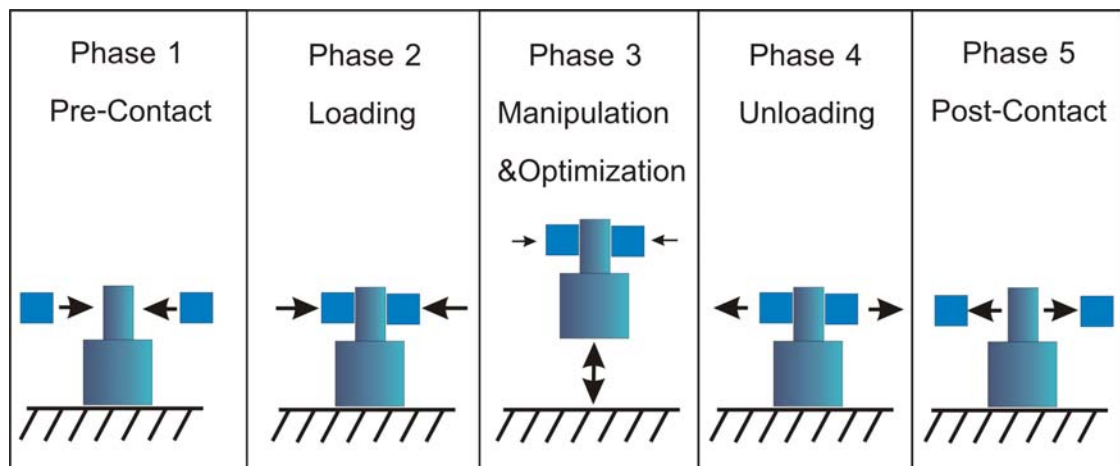 Phase 1
Pre-Contact
Phase 2
Loading
Phase 3
Manipulation
&Optimization
Phase 4
Unloading
Phase 5
Post-Contact